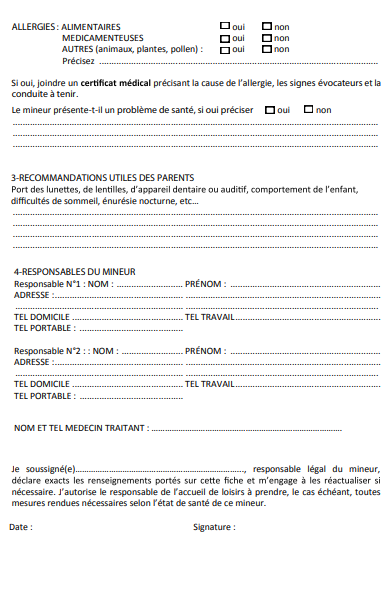 ALLERGIES : ALIMENTAIRES oui non
MEDICAMENTEUSES oui non
AUTRES (animaux, plantes, pollen) : oui non
Précisez ........................................................................
Si oui, joindre un certificat médical précisant la cause de l'allergie, les signes évocateurs et la
conduite à tenir.
Le mineur présente-t-il un problème de santé, si oui préciser oui non
........................................................................
........................................................................
........................................................................
3-RECOMMANDATIONS UTILES DES PARENTS
Port des lunettes, de lentilles, d'appareil dentaire ou auditif, comportement de l'enfant,
difficultés de sommeil, énurésie nocturne, etc...
........................................................................
........................................................................
........................................................................
........................................................................
4-RESPONSABLES DU MINEUR
Responsable N°1 : NOM : ........................ PRÉNOM : ........................................
ADRESSE : ........................................................................
........................................................................
TEL DOMICILE ................................ TEL TRAVAIL........................................
TEL PORTABLE : ................................
Responsable N°2 : : NOM : ........................ PRÉNOM : ........................................
ADRESSE : ........................................................................
........................................................................
TEL DOMICILE ................................ TEL TRAVAIL........................................
TEL PORTABLE : ................................
NOM ET TEL MEDECIN TRAITANT : ............................................................
Je soussigné(e)............................................................, responsable légal du mineur,
déclare exacts les renseignements portés sur cette fiche et m'engage à les réactualiser si
nécessaire. J'autorise le responsable de l'accueil de loisirs à prendre, le cas échéant, toutes
mesures rendues nécessaires selon l'état de santé de ce mineur.
Date : Signature :